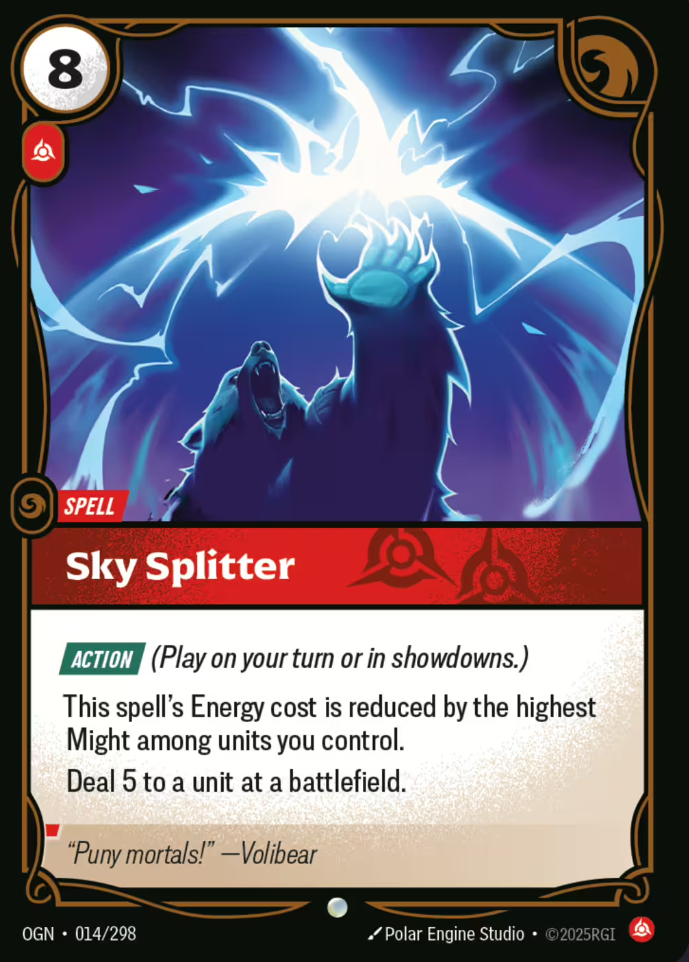 8
SPELL
Sky Splitter
ACTION (Play on your turn or in showdowns.)
This spell's Energy cost is reduced by the highest
Might among units you control.
Deal 5 to a unit at a battlefield.
“Puny mortals!” —Volibear
OGN • 014/298 Polar Engine Studio • ©2025RGI